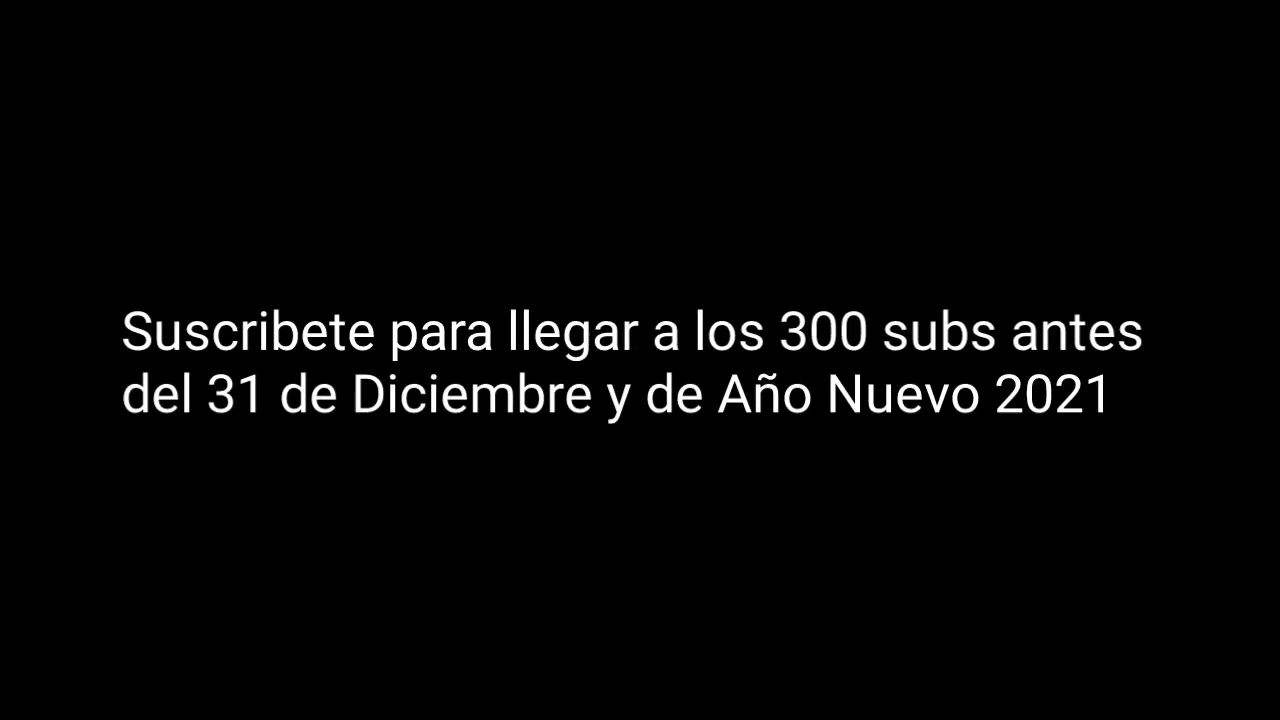 Suscribete para llegar a los 300 subs antes
del 31 de Diciembre y de Año Nuevo 2021